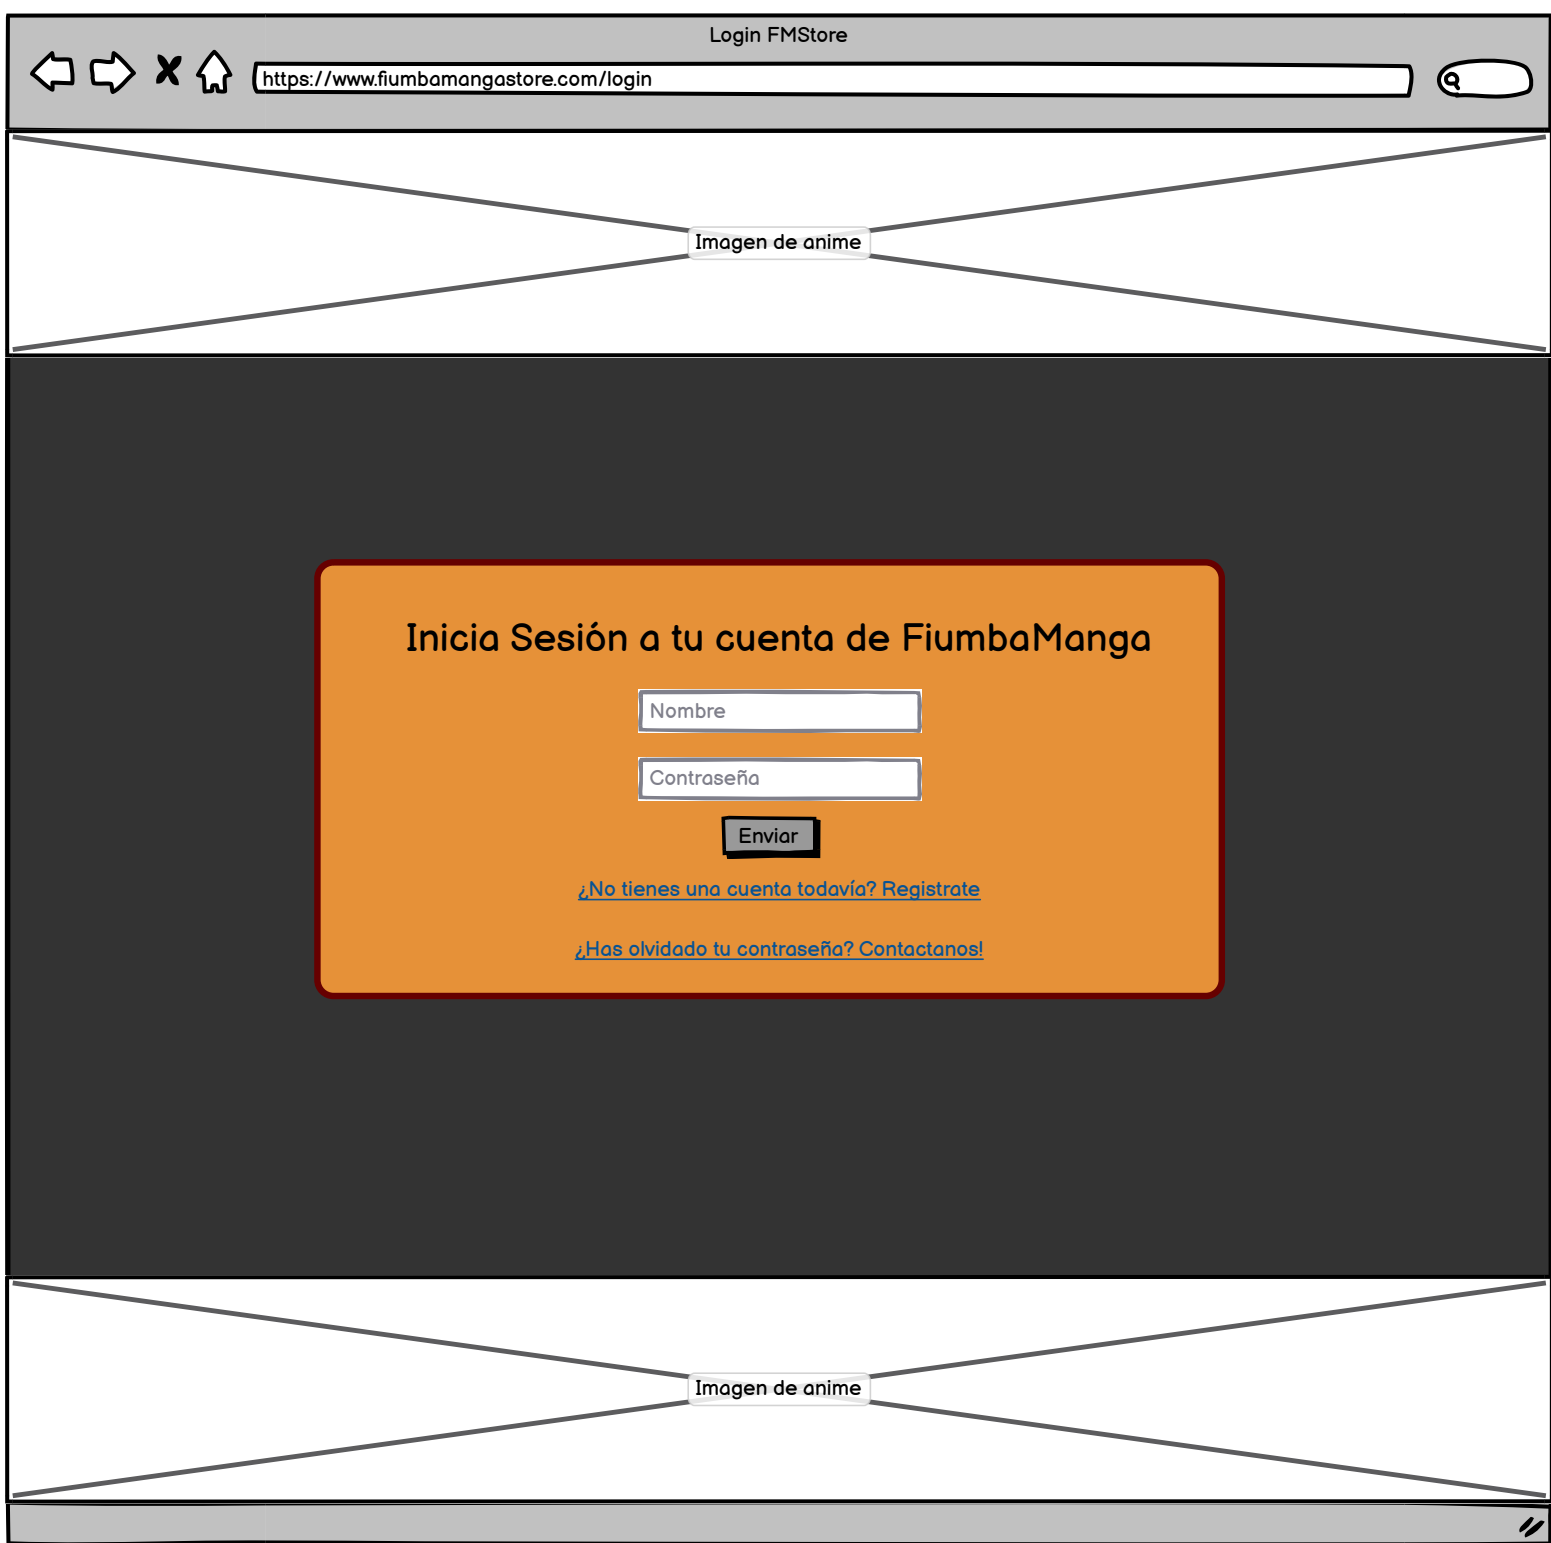 Login FMStore
https://www.fiumbamangastore.com/login
Imagen de anime
Inicia Sesión a tu cuenta de FiumbaManga
Nombre
Contraseña
Enviar
¿No tienes una cuenta todavía? Registrate
¿Has olvidado tu contraseña? Contactanos!
Imagen de anime